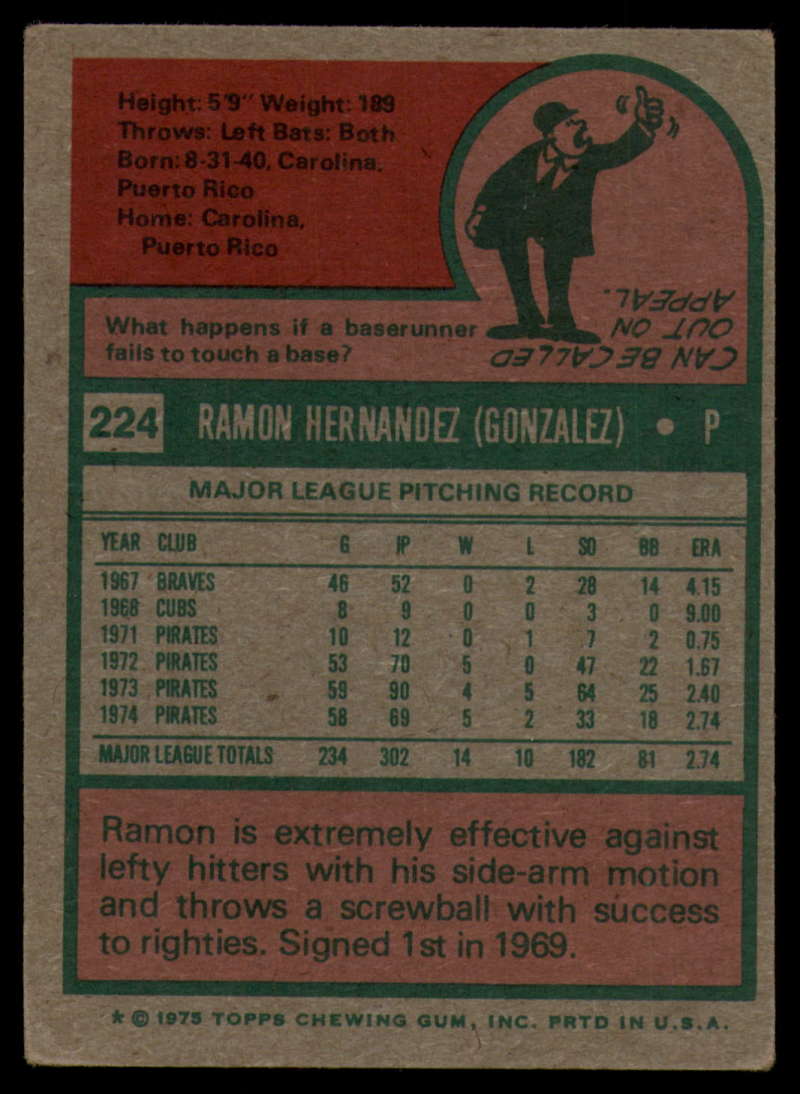 Height: 5'9" Weight: 189
Throws: Left Bats: Both
Born: 8-31-40, Carolina,
Puerto Rico
Home: Carolina,
Puerto Rico
What happens if a baserunner
fails to touch a base?
CAN BE CALLED
OUT ON
APPEAL.
224 RAMON HERNANDEZ (GONZALEZ) • P
MAJOR LEAGUE PITCHING RECORD
YEAR CLUB G IP W L SO BB ERA
1967 BRAVES 46 52 0 2 28 14 4.15
1968 CUBS 8 9 0 0 3 0 9.00
1971 PIRATES 10 12 0 1 7 2 0.75
1972 PIRATES 53 70 5 0 47 22 1.67
1973 PIRATES 59 90 4 5 64 25 2.40
1974 PIRATES 58 69 5 2 33 18 2.74
MAJOR LEAGUE TOTALS 234 302 14 10 182 81 2.74
Ramon is extremely effective against
lefty hitters with his side-arm motion
and throws a screwball with success
to righties. Signed 1st in 1969.
* © 1975 TOPPS CHEWING GUM, INC. PRTD IN U.S.A.